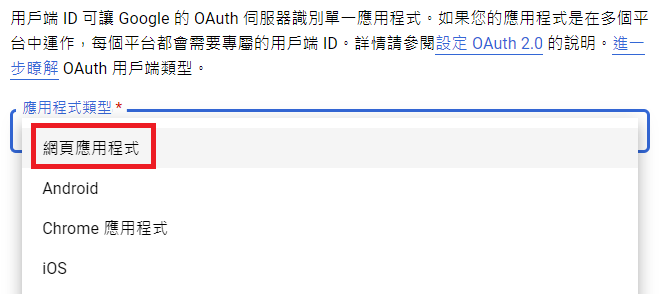 用戶端 ID 可讓 Google 的 OAuth 伺服器識別單一應用程式。如果您的應用程式是在多個平
台中運作，每個平台都會需要專屬的用戶端 ID。詳情請參閱設定 OAuth 2.0 的說明。進一
步瞭解 OAuth 用戶端類型。
應用程式類型 *
網頁應用程式
Android
Chrome 應用程式
iOS